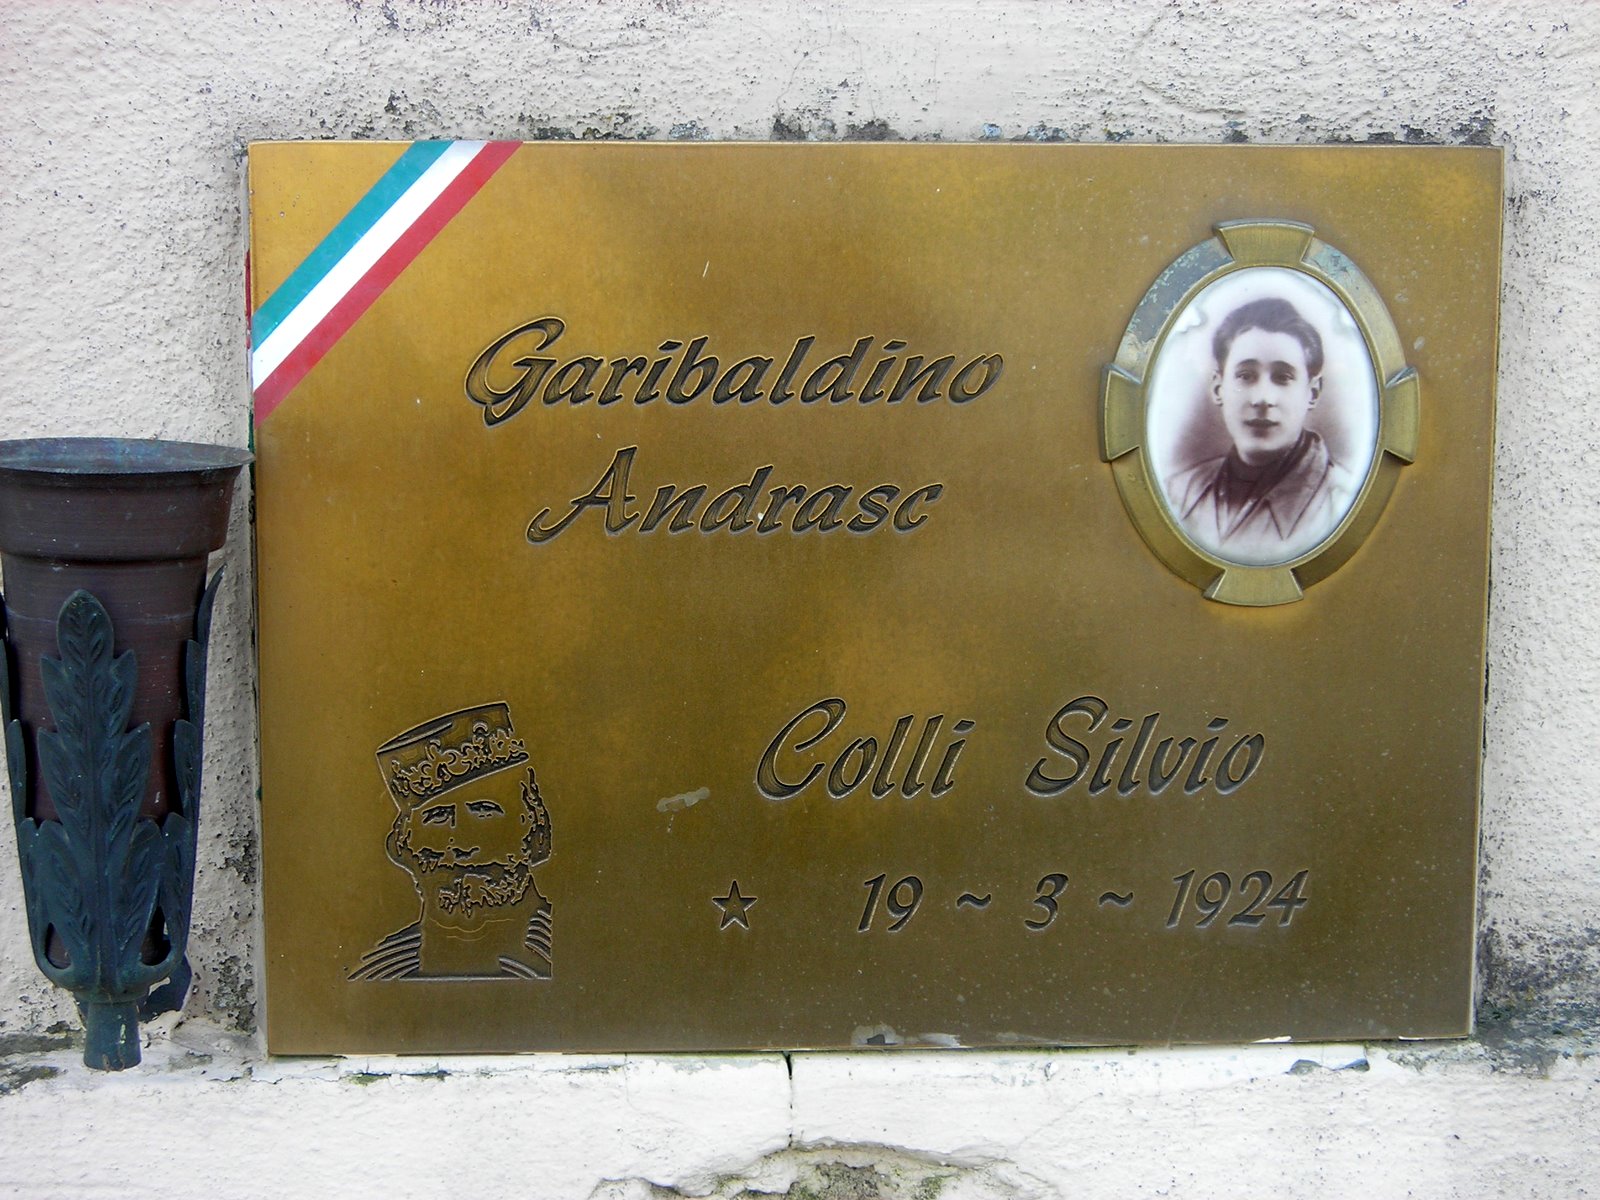 Garibaldino
Andrasc
Colli Silvio
19 ~ 3 ~ 1924